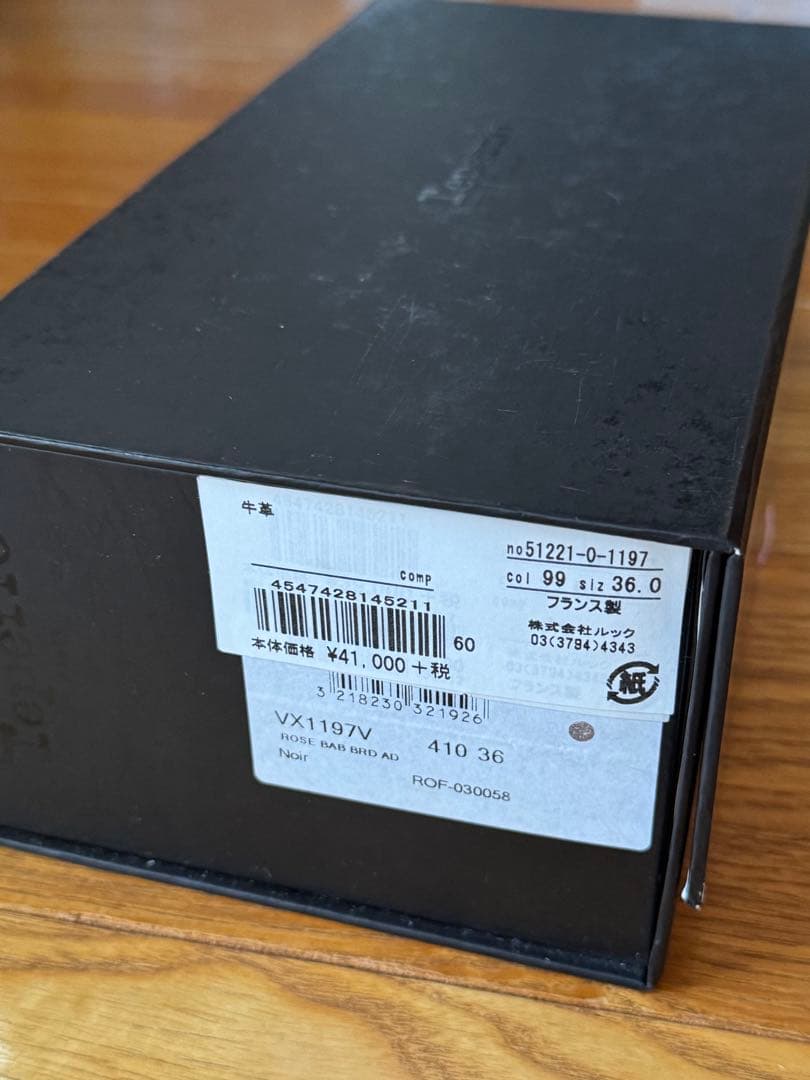 牛革
4547428145211
comp
4547428145211
60
本体価格 ¥41,000+税
no51221-0-1197
col 99 siz 36.0
フランス製
株式会社ルック
03(3794)4343
紙
3 218230 321926
VX1197V 410 36
ROSE BAB BRD AD
Noir
ROF-030058